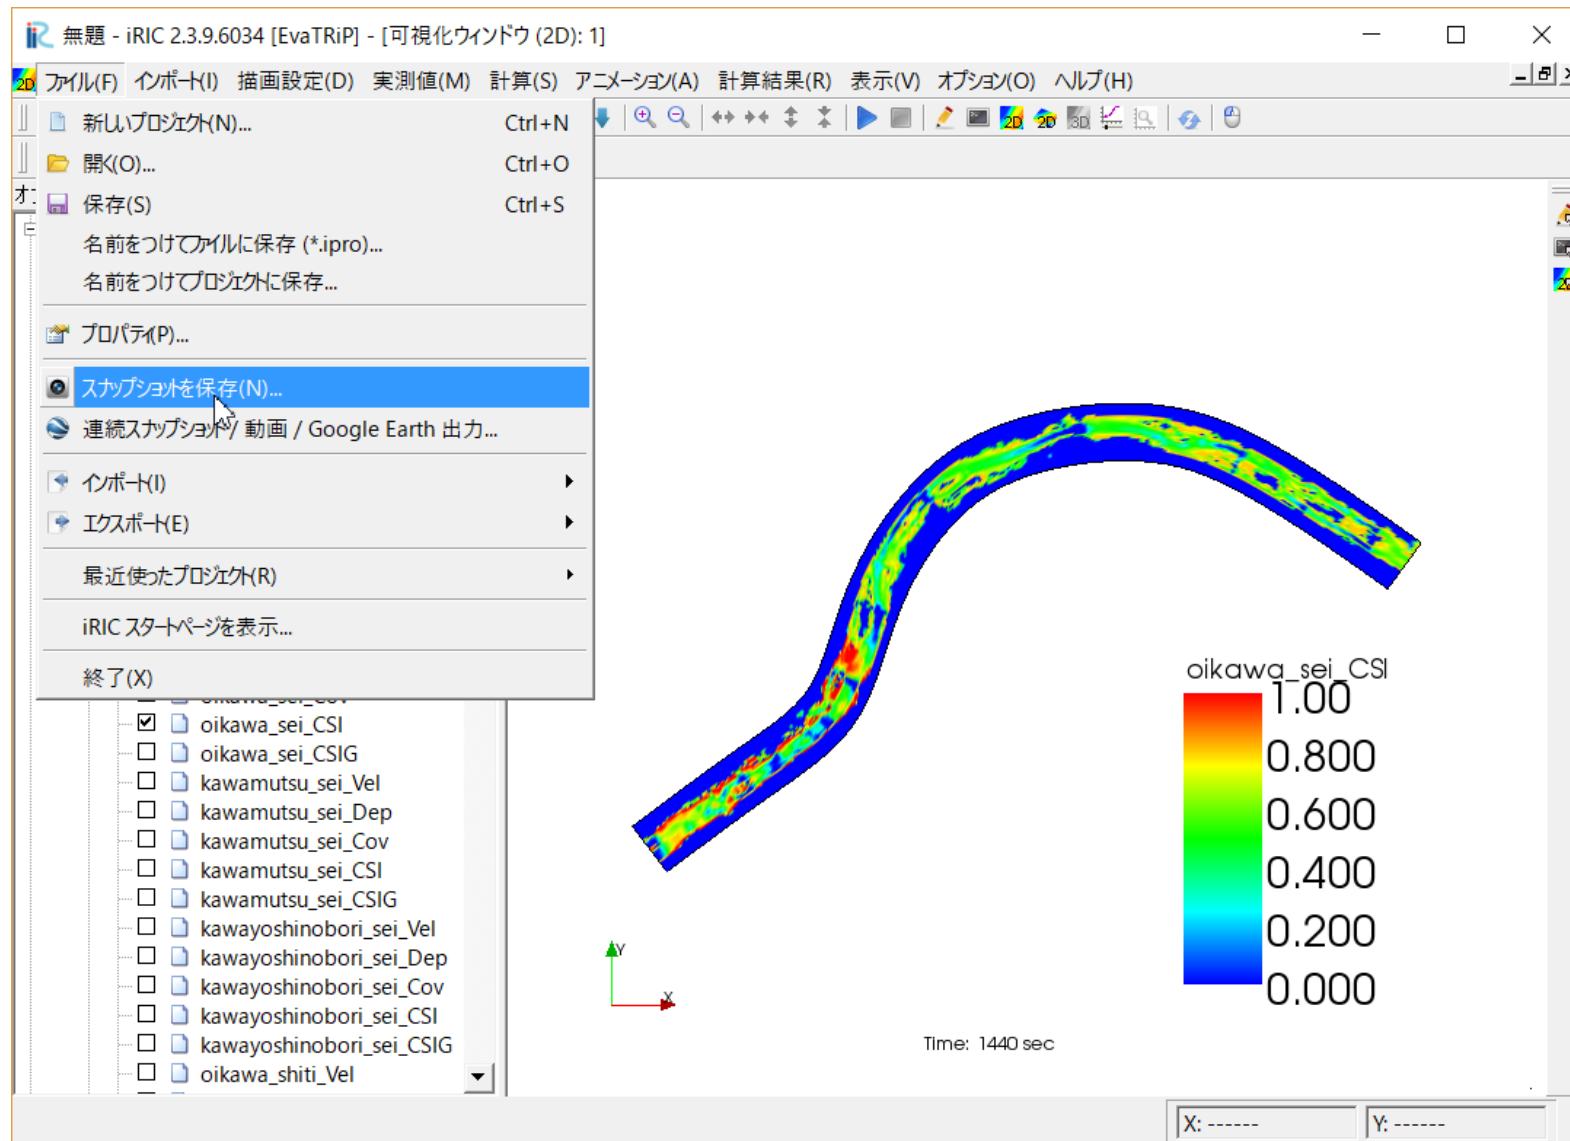 無題 - iRIC 2.3.9.6034 [EvaTRiP] - [可視化ウィンドウ (2D): 1]
ファイル(F) インポート(I) 描画設定(D) 実測値(M) 計算(S) アニメーション(A) 計算結果(R) 表示(V) オプション(O) ヘルプ(H)
新しいプロジェクト(N)... Ctrl+N
開く(O)... Ctrl+O
保存(S) Ctrl+S
名前をつけてファイルに保存 (*.ipro)...
名前をつけてプロジェクトに保存...
プロパティ(P)...
スナップショットを保存(N)...
連続スナップショット / 動画 / Google Earth 出力...
インポート(I)
エクスポート(E)
最近使ったプロジェクト(R)
iRIC スタートページを表示...
終了(X)
oikawa_sei_Cov
oikawa_sei_CSI
oikawa_sei_CSIG
kawamutsu_sei_Vel
kawamutsu_sei_Dep
kawamutsu_sei_Cov
kawamutsu_sei_CSI
kawamutsu_sei_CSIG
kawayoshinobori_sei_Vel
kawayoshinobori_sei_Dep
kawayoshinobori_sei_Cov
kawayoshinobori_sei_CSI
kawayoshinobori_sei_CSIG
oikawa_shiti_Vel
2D 2D 3D
oikawa_sei_CSI
1.00
0.800
0.600
0.400
0.200
0.000
Y
X
Time: 1440 sec
X: ------ Y: ------